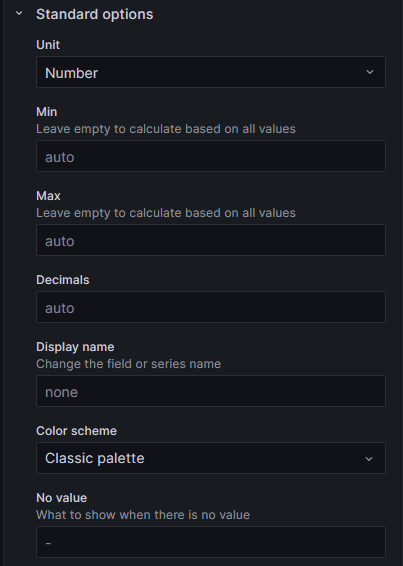 Standard options
Unit
Number
Min
Leave empty to calculate based on all values
auto
Max
Leave empty to calculate based on all values
auto
Decimals
auto
Display name
Change the field or series name
none
Color scheme
Classic palette
No value
What to show when there is no value
-